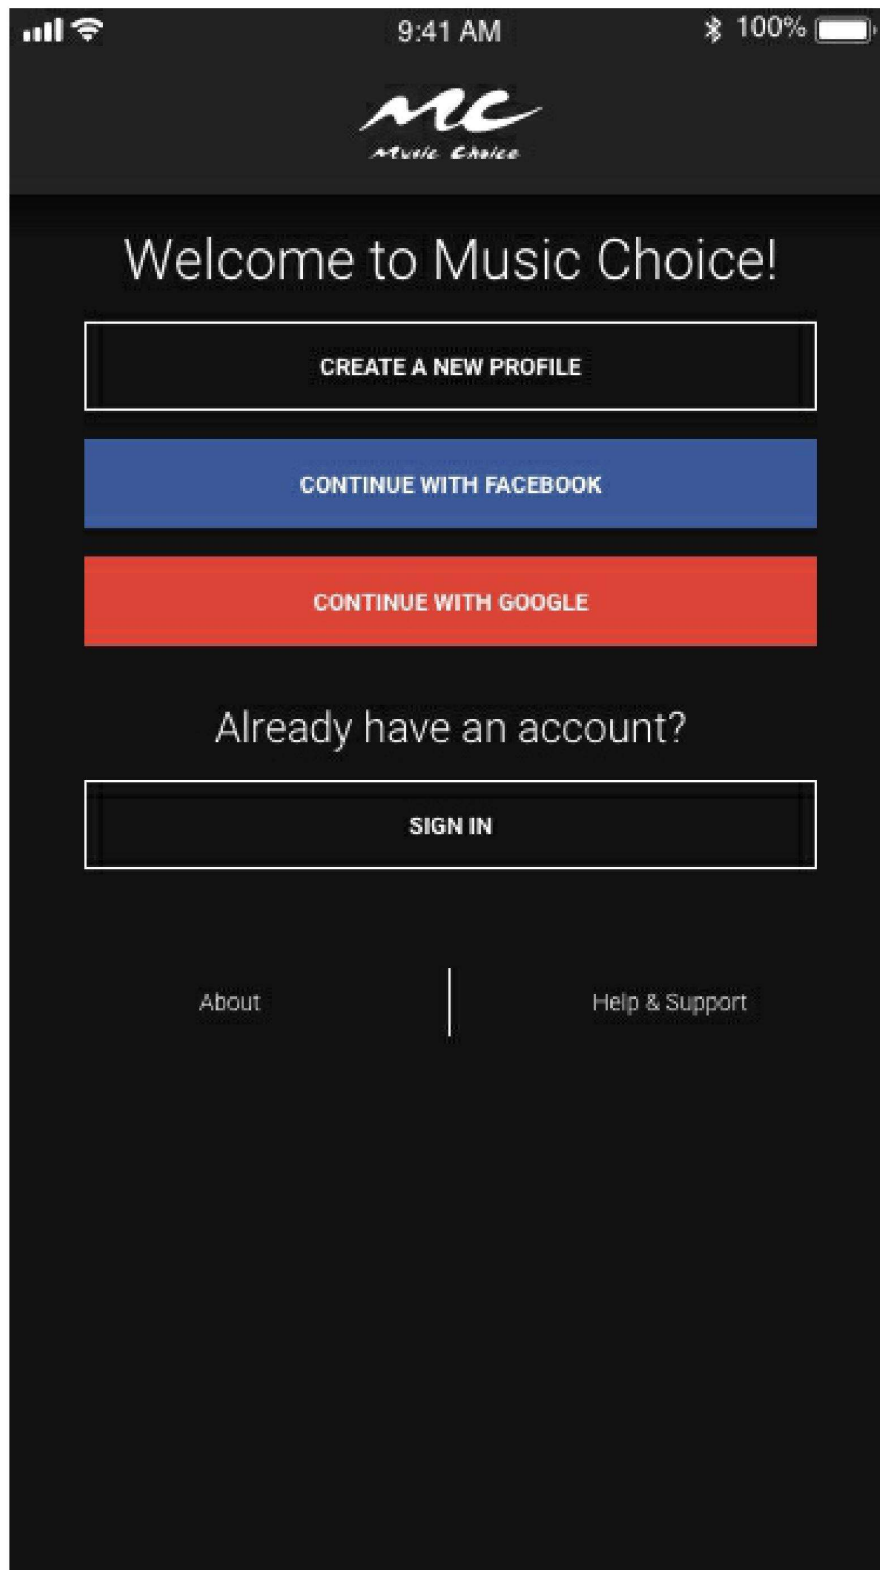 9:41 AM
100%
MC
Music Choice
Welcome to Music Choice!
CREATE A NEW PROFILE
CONTINUE WITH FACEBOOK
CONTINUE WITH GOOGLE
Already have an account?
SIGN IN
About
Help & Support